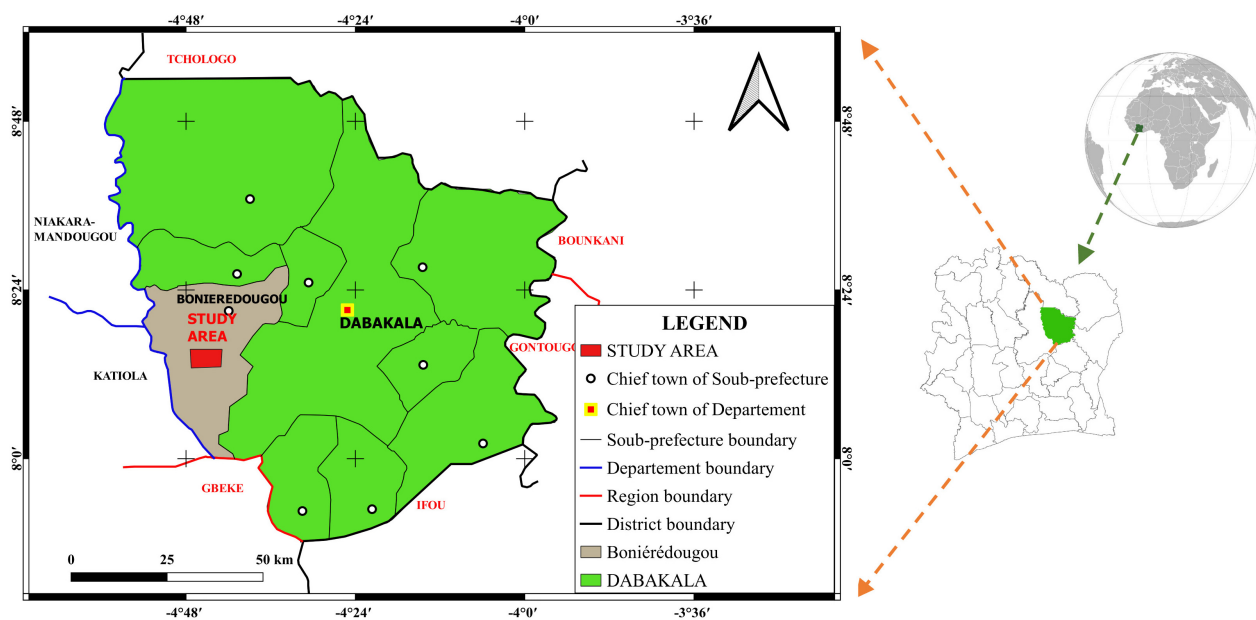 -4°48′ -4°24′ -4°0′ -3°36′
TCHOLOGO
8°48′ 8°48′
NIAKARA-
MANDOUGOU
BOUNKANI
8°24′ 8°24′
BONIEREDOUGOU
STUDY
AREA
DABAKALA
KATIOLA
8°0′ 8°0′
GBEKE
IFOU
0 25 50 km
LEGEND
STUDY AREA
Chief town of Soub-prefecture
Chief town of Departement
Soub-prefecture boundary
Departement boundary
Region boundary
District boundary
Boniérédougou
DABAKALA
-4°48′ -4°24′ -4°0′ -3°36′